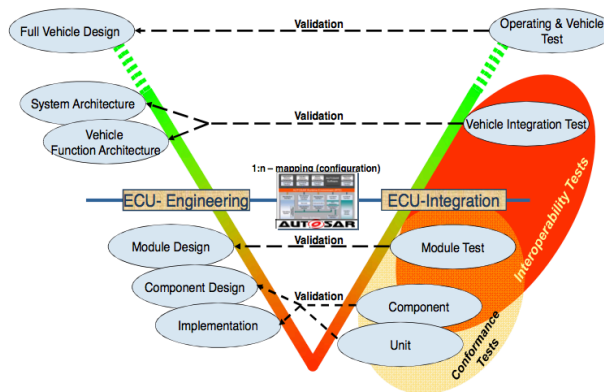 Full Vehicle Design
Validation
Operating & Vehicle
Test
System Architecture
Validation
Vehicle Integration Test
Vehicle
Function Architecture
1:n – mapping (configuration)
ECU- Engineering
AUTOSAR
ECU-Integration
Interoperability Tests
Module Design
Validation
Module Test
Component Design
Validation
Component
Implementation
Unit
Conformance
Tests